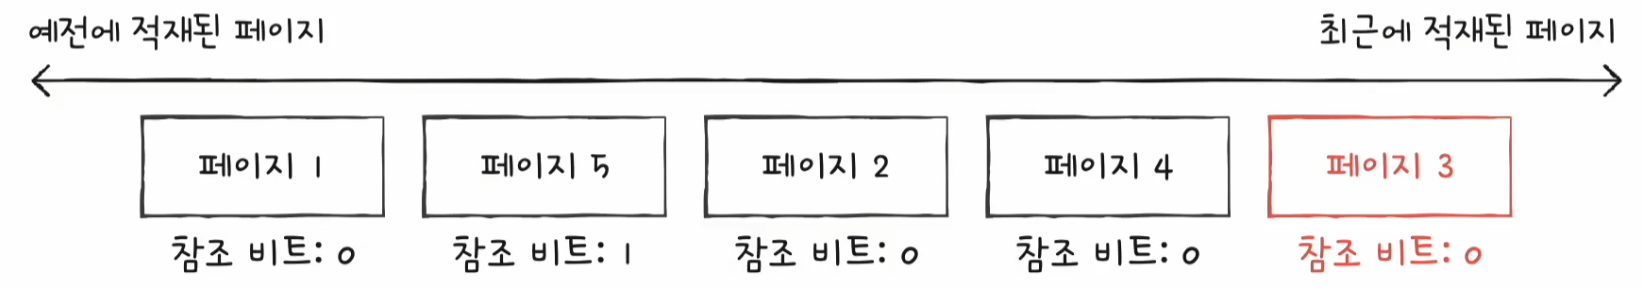 예전에 적재된 페이지
최근에 적재된 페이지
페이지 1
페이지 5
페이지 2
페이지 4
페이지 3
참조 비트: 0
참조 비트: 1
참조 비트: 0
참조 비트: 0
참조 비트: 0